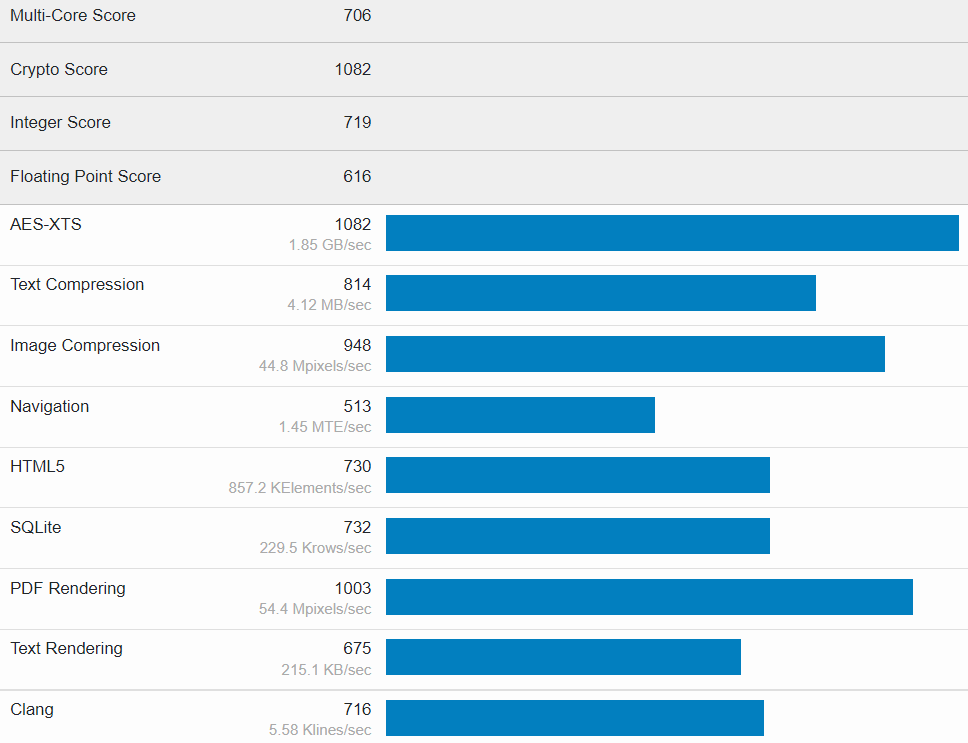 Multi-Core Score 706
Crypto Score 1082
Integer Score 719
Floating Point Score 616
AES-XTS 1082
1.85 GB/sec
Text Compression 814
4.12 MB/sec
Image Compression 948
44.8 Mpixels/sec
Navigation 513
1.45 MTE/sec
HTML5 730
857.2 KElements/sec
SQLite 732
229.5 Krows/sec
PDF Rendering 1003
54.4 Mpixels/sec
Text Rendering 675
215.1 KB/sec
Clang 716
5.58 Klines/sec